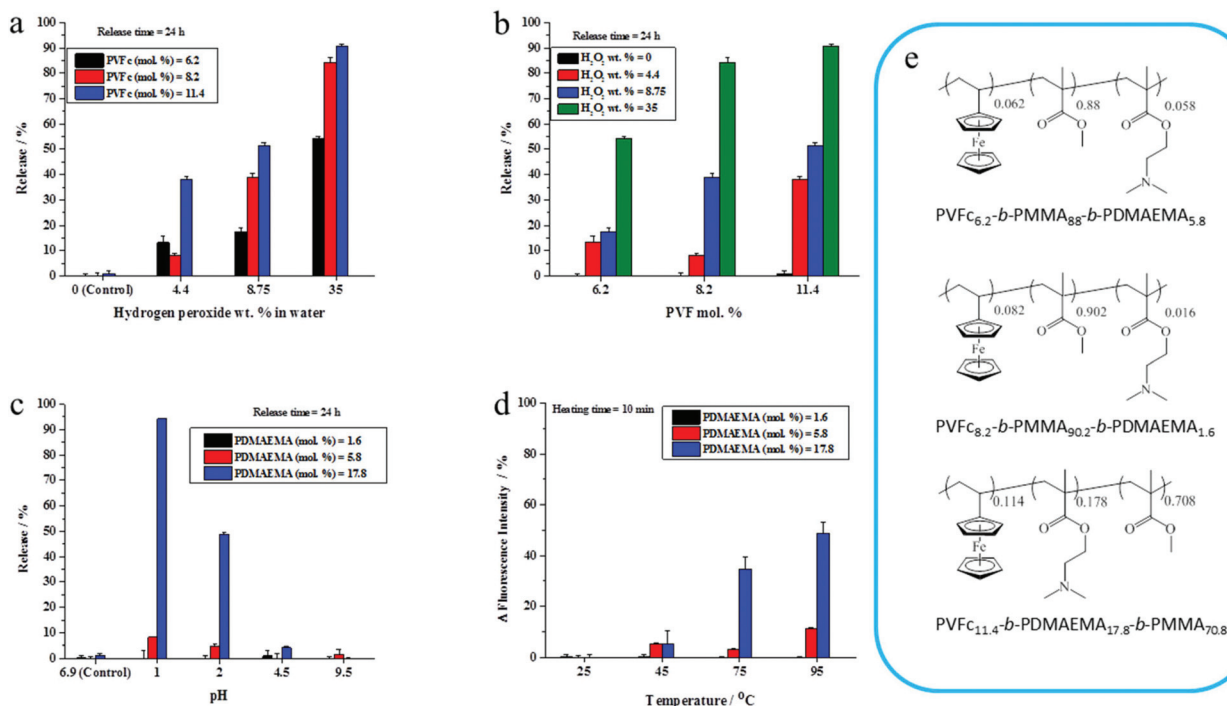 a
Release time = 24 h
PVFc (mol. %) = 6.2
PVFc (mol. %) = 8.2
PVFc (mol. %) = 11.4
100
90
80
70
60
50
40
30
20
10
0
Release / %
0 (Control)
4.4
8.75
35
Hydrogen peroxide wt. % in water
b
Release time = 24 h
H2O2 wt. % = 0
H2O2 wt. % = 4.4
H2O2 wt. % = 8.75
H2O2 wt. % = 35
100
90
80
70
60
50
40
30
20
10
0
Release / %
6.2
8.2
11.4
PVF mol. %
c
Release time = 24 h
PDMAEMA (mol. %) = 1.6
PDMAEMA (mol. %) = 5.8
PDMAEMA (mol. %) = 17.8
100
90
80
70
60
50
40
30
20
10
0
Release / %
6.9 (Control)
1
2
4.5
9.5
pH
d
Heating time = 10 min
PDMAEMA (mol. %) = 1.6
PDMAEMA (mol. %) = 5.8
PDMAEMA (mol. %) = 17.8
100
80
60
40
20
0
Δ Fluorescence Intensity / %
25
45
75
95
Temperature / ⁰C
e
0.062
0.88
0.058
Fe
O
O
O
O
N
PVFc6.2-b-PMMA88-b-PDMAEMA5.8
0.082
0.902
0.016
Fe
O
O
O
O
N
PVFc8.2-b-PMMA90.2-b-PDMAEMA1.6
0.114
0.178
0.708
Fe
O
O
O
O
N
PVFc11.4-b-PDMAEMA17.8-b-PMMA70.8